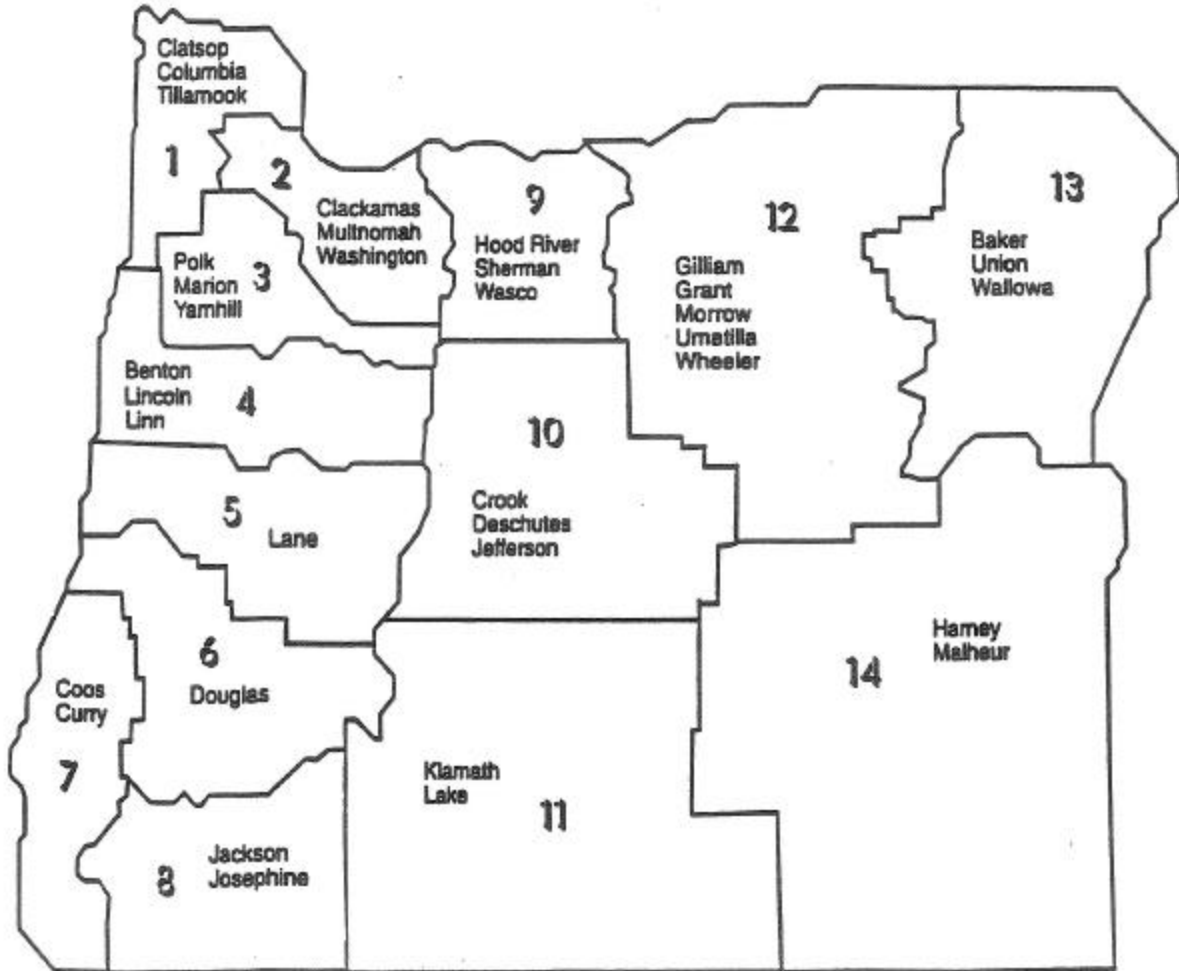 Clatsop
Columbia
Tillamook
1
2
Clackamas
Multnomah
Washington
3
Polk
Marion
Yamhill
9
Hood River
Sherman
Wasco
12
Gilliam
Grant
Morrow
Umatilla
Wheeler
13
Baker
Union
Wallowa
Benton
Lincoln
Linn
4
10
Crook
Deschutes
Jefferson
5
Lane
6
Douglas
Coos
Curry
7
8
Jackson
Josephine
Klamath
Lake
11
14
Harney
Malheur